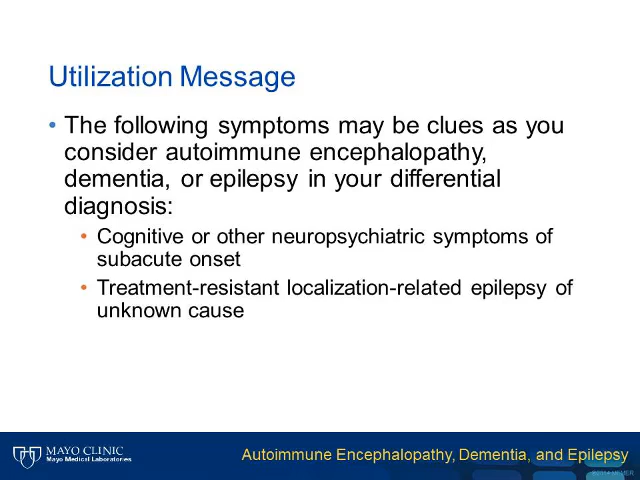 Utilization Message
• The following symptoms may be clues as you
consider autoimmune encephalopathy,
dementia, or epilepsy in your differential
diagnosis:
• Cognitive or other neuropsychiatric symptoms of
subacute onset
• Treatment-resistant localization-related epilepsy of
unknown cause
MAYO CLINIC
Mayo Medical Laboratories
Autoimmune Encephalopathy, Dementia, and Epilepsy